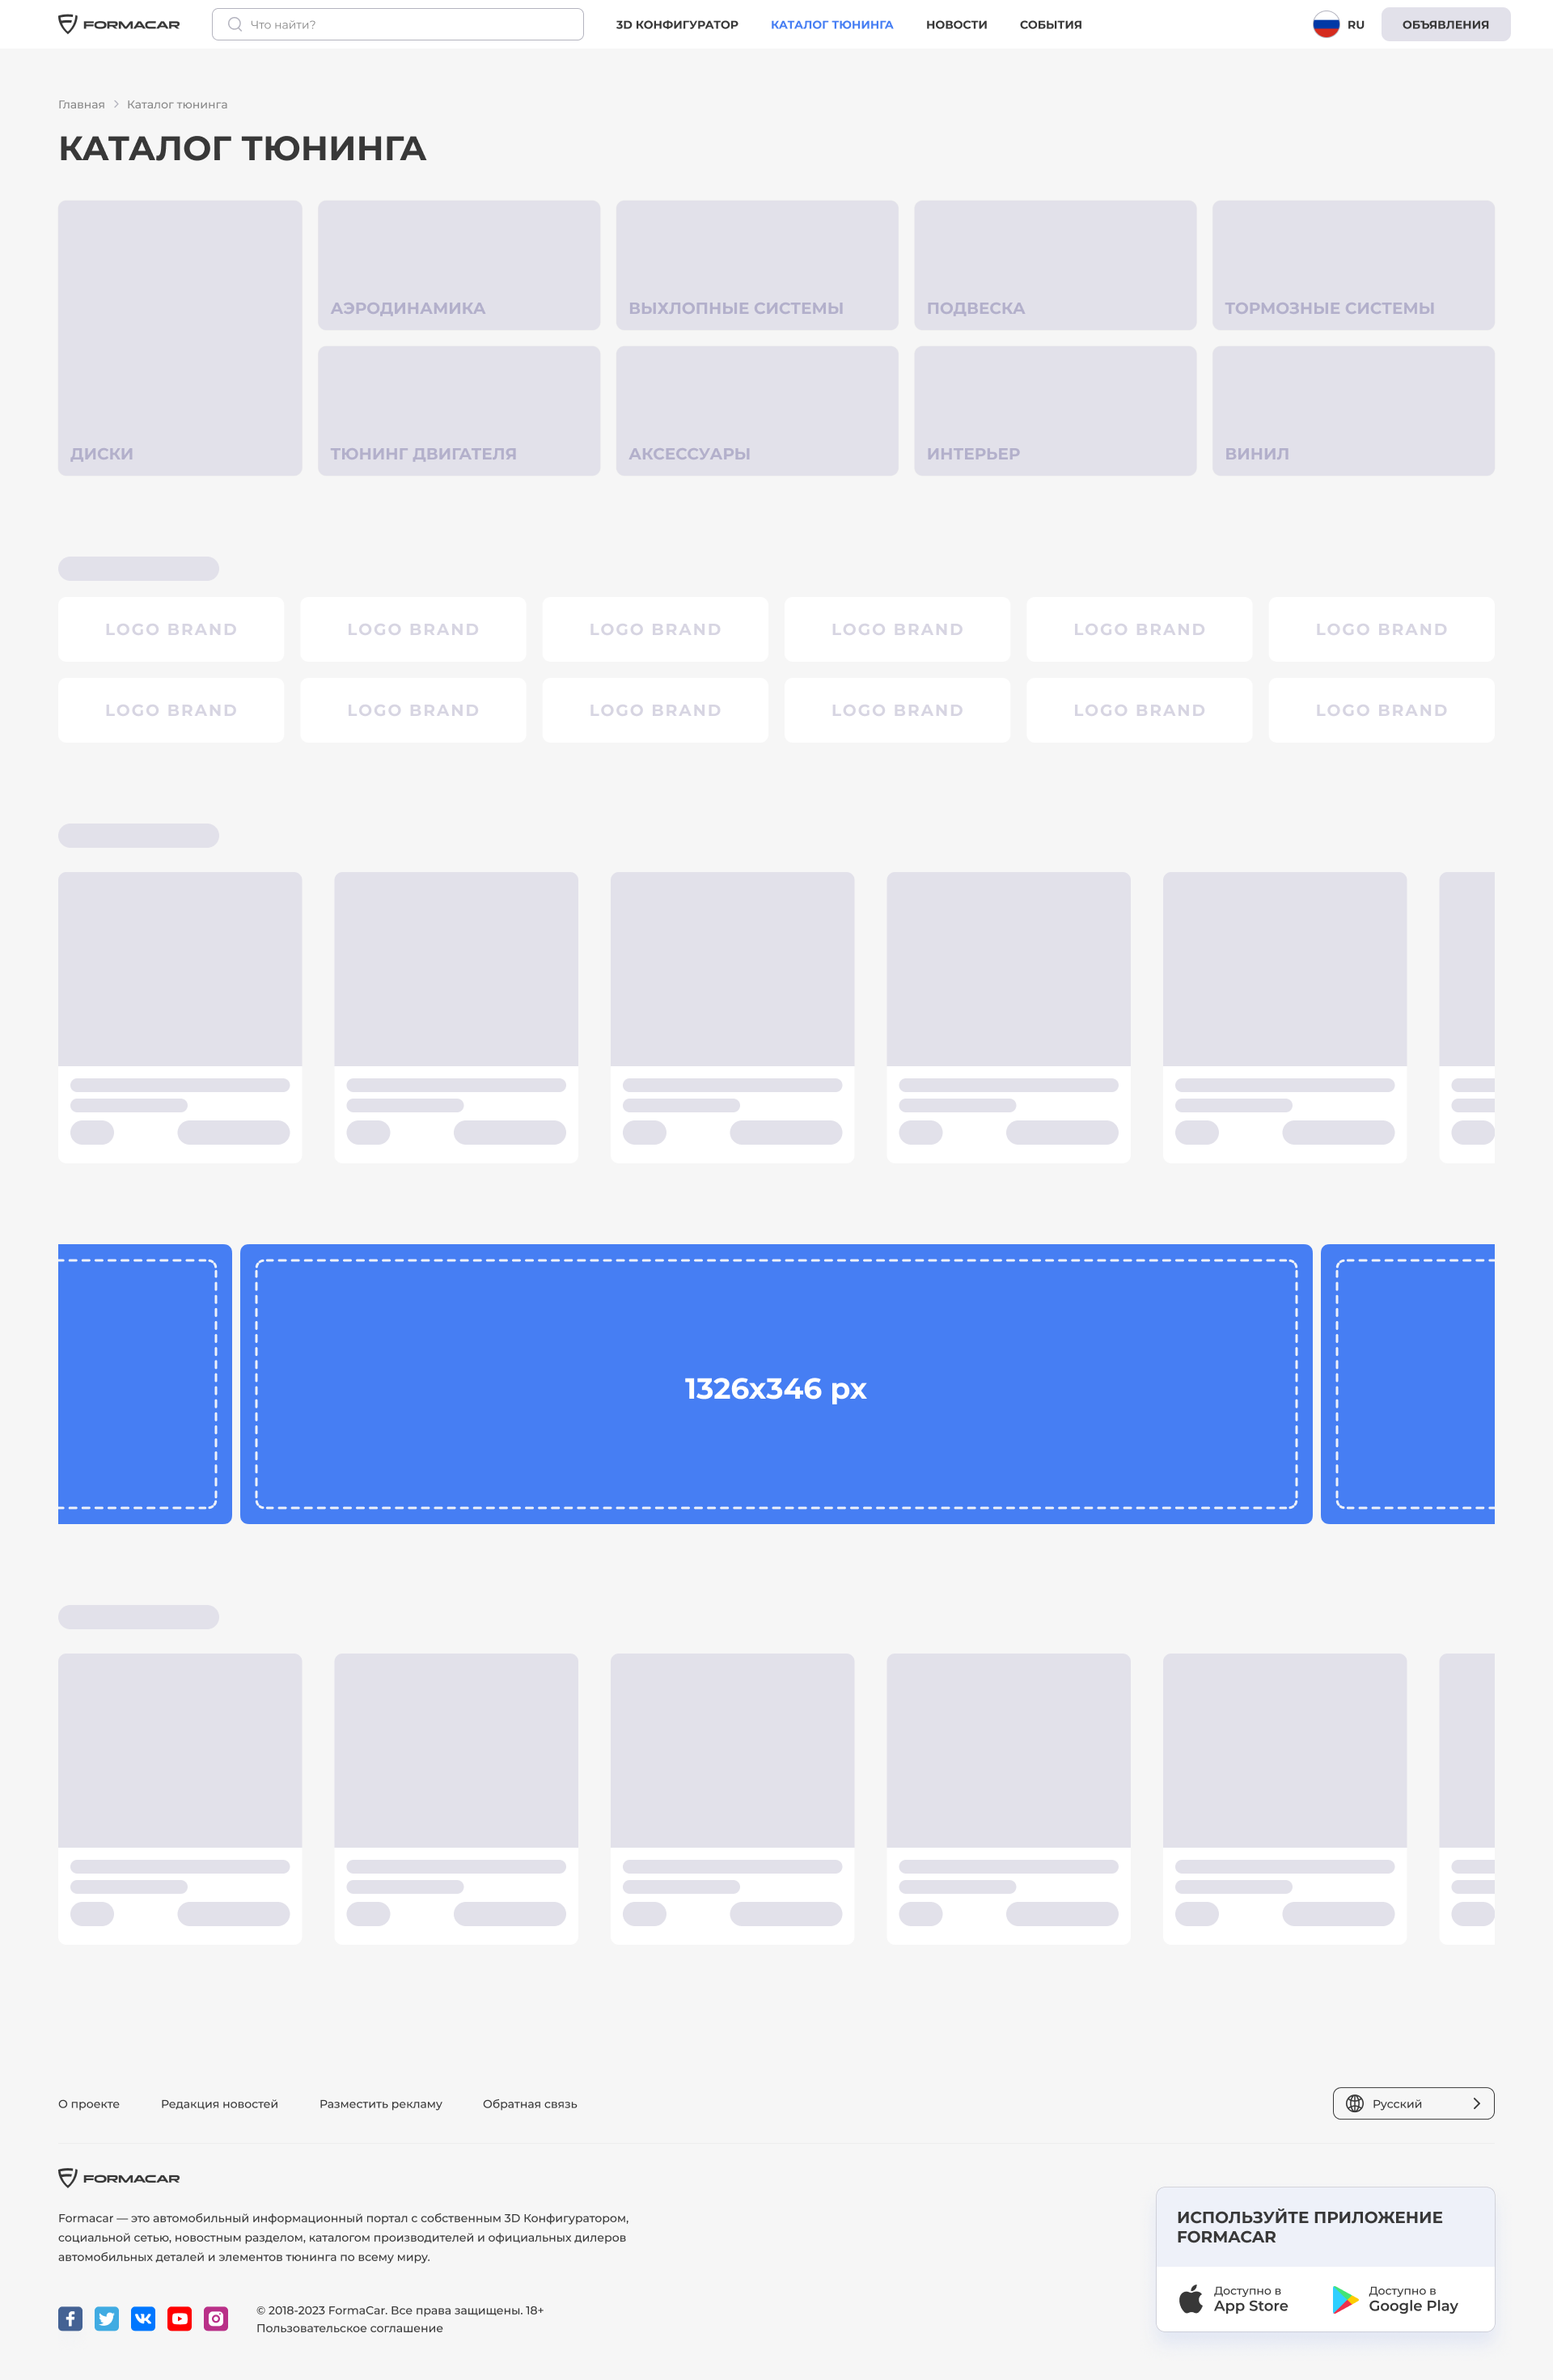 FORMACAR
Что найти?
3D КОНФИГУРАТОР
КАТАЛОГ ТЮНИНГА
НОВОСТИ
СОБЫТИЯ
RU
ОБЪЯВЛЕНИЯ
Главная
Каталог тюнинга
КАТАЛОГ ТЮНИНГА
ДИСКИ
АЭРОДИНАМИКА
ВЫХЛОПНЫЕ СИСТЕМЫ
ПОДВЕСКА
ТОРМОЗНЫЕ СИСТЕМЫ
ТЮНИНГ ДВИГАТЕЛЯ
АКСЕССУАРЫ
ИНТЕРЬЕР
ВИНИЛ
LOGO BRAND
LOGO BRAND
LOGO BRAND
LOGO BRAND
LOGO BRAND
LOGO BRAND
LOGO BRAND
LOGO BRAND
LOGO BRAND
LOGO BRAND
LOGO BRAND
LOGO BRAND
1326x346 px
О проекте
Редакция новостей
Разместить рекламу
Обратная связь
Русский
FORMACAR
Formacar — это автомобильный информационный портал с собственным 3D Конфигуратором,
социальной сетью, новостным разделом, каталогом производителей и официальных дилеров
автомобильных деталей и элементов тюнинга по всему миру.
© 2018-2023 FormaCar. Все права защищены. 18+
Пользовательское соглашение
ИСПОЛЬЗУЙТЕ ПРИЛОЖЕНИЕ
FORMACAR
Доступно в
App Store
Доступно в
Google Play